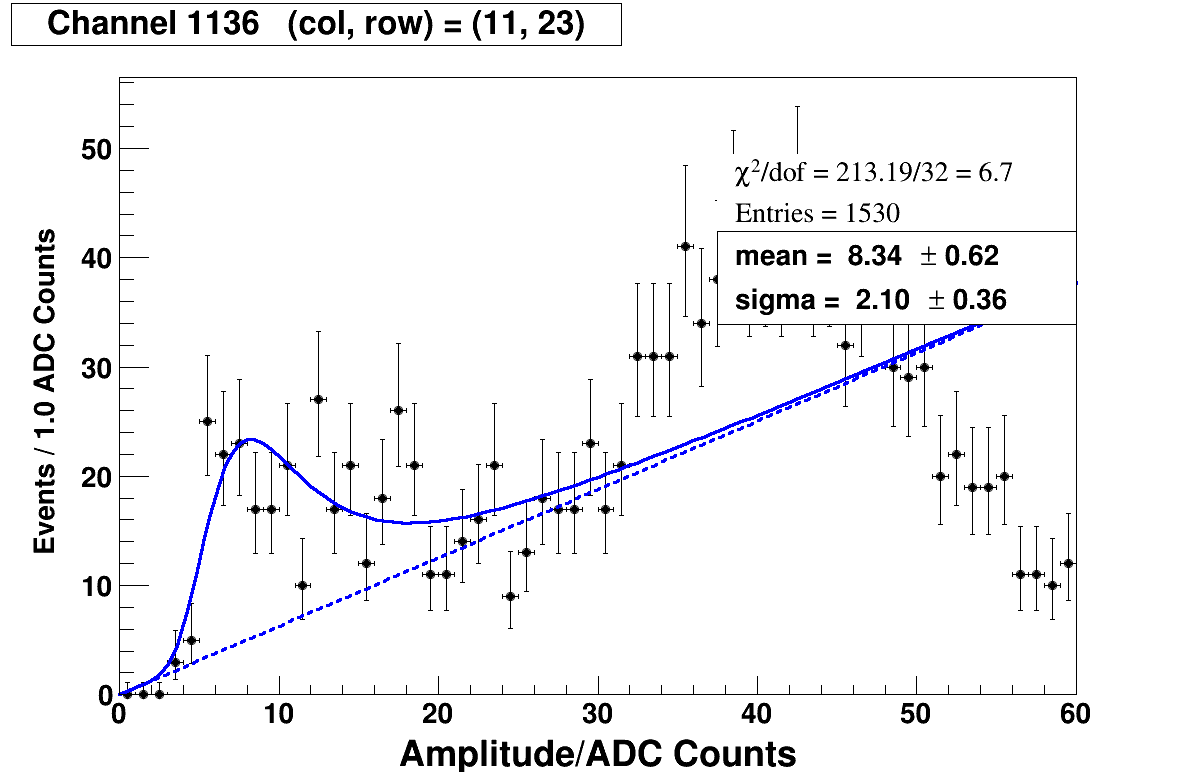 Channel 1136 (col, row) = (11, 23)
χ²/dof = 213.19/32 = 6.7
Entries = 1530
mean = 8.34 ± 0.62
sigma = 2.10 ± 0.36
Events / 1.0 ADC Counts
50
40
30
20
10
0
0 10 20 30 40 50 60
Amplitude/ADC Counts